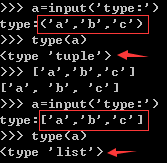 >>> a=input('type:')
type:('a','b','c')
>>> type(a)
<type 'tuple'>
>>> ['a','b','c']
['a', 'b', 'c']
>>> a=input('type:')
type:['a','b','c']
>>> type(a)
<type 'list'>